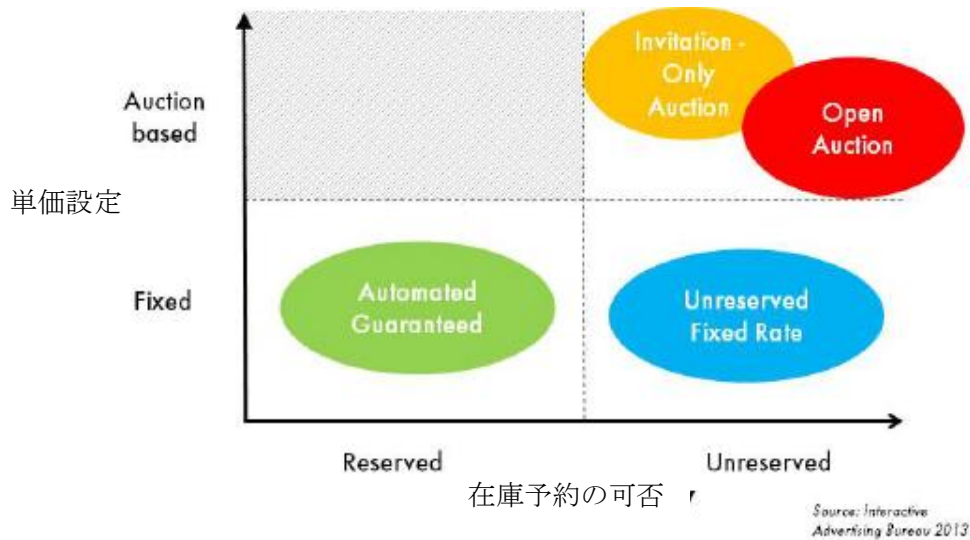 Invitation -
Only
Auction
Open
Auction
Auction
based
単価設定
Fixed
Automated
Guaranteed
Unreserved
Fixed Rate
Reserved
Unreserved
在庫予約の可否
Source: Interactive
Advertising Bureau 2013